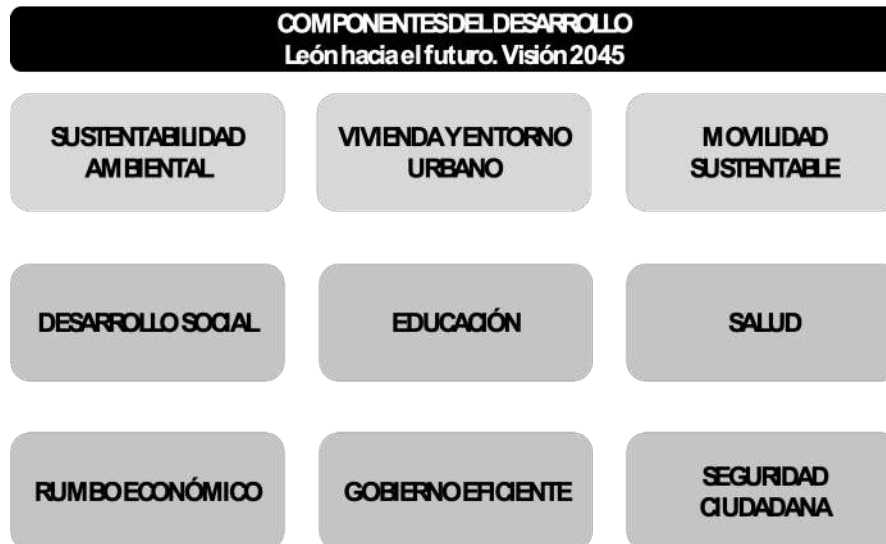 COMPONENTES DEL DESARROLLO
León hacia el futuro. Visión 2045
SUSTENTABILIDAD
AMBIENTAL
VIVIENDA Y ENTORNO
URBANO
MOVILIDAD
SUSTENTABLE
DESARROLLO SOCIAL
EDUCACIÓN
SALUD
RUMBO ECONÓMICO
GOBIERNO EFICIENTE
SEGURIDAD
CIUDADANA